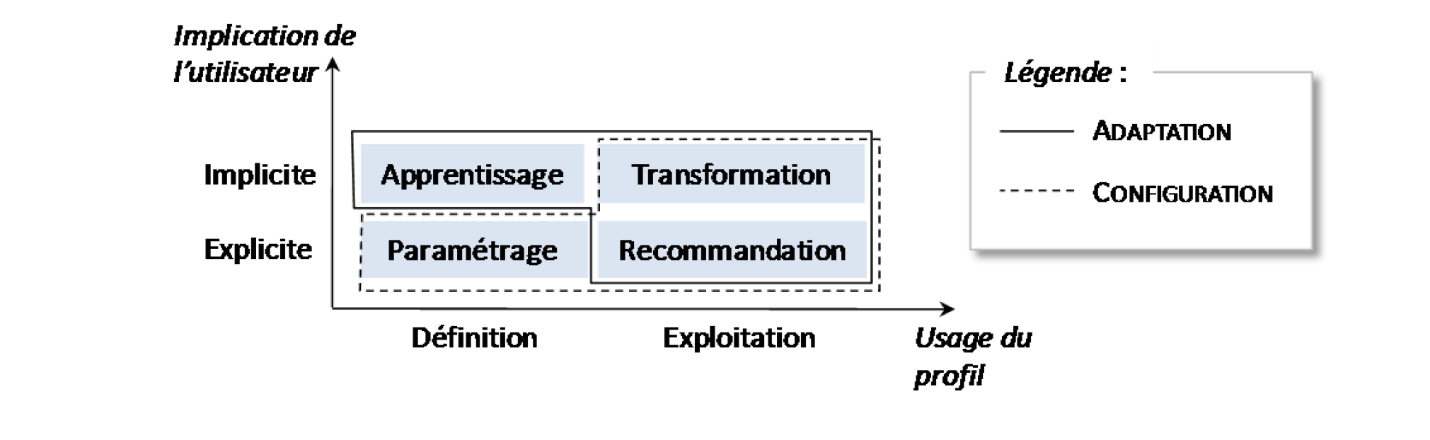 Implication de
l'utilisateur
Légende :
ADAPTATION
CONFIGURATION
Implicite
Apprentissage
Transformation
Explicite
Paramétrage
Recommandation
Définition
Exploitation
Usage du
profil